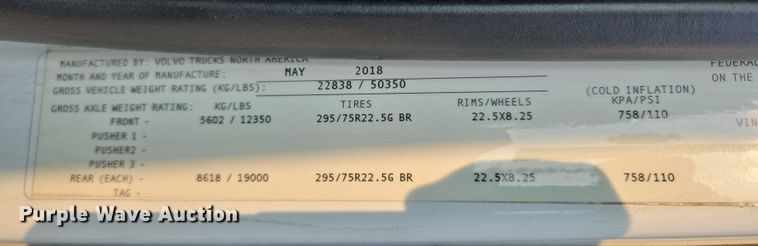 MANUFACTURED BY: VOLVO TRUCKS NORTH AMERICA
MONTH AND YEAR OF MANUFACTURE: MAY 2018
GROSS VEHICLE WEIGHT RATING (KG/LBS): 22838 / 50350
GROSS AXLE WEIGHT RATING: KG/LBS TIRES RIMS/WHEELS (COLD INFLATION) KPA/PSI
FRONT - 5602 / 12350 295/75R22.5G BR 22.5X8.25 758/110
PUSHER 1 -
PUSHER2 -
PUSHER 3 -
REAR (EACH) - 8618 / 19000 295/75R22.5G BR 22.5X8.25 758/110
TAG -
FEDERAL
ON THE
VIN
Purple Wave Auction